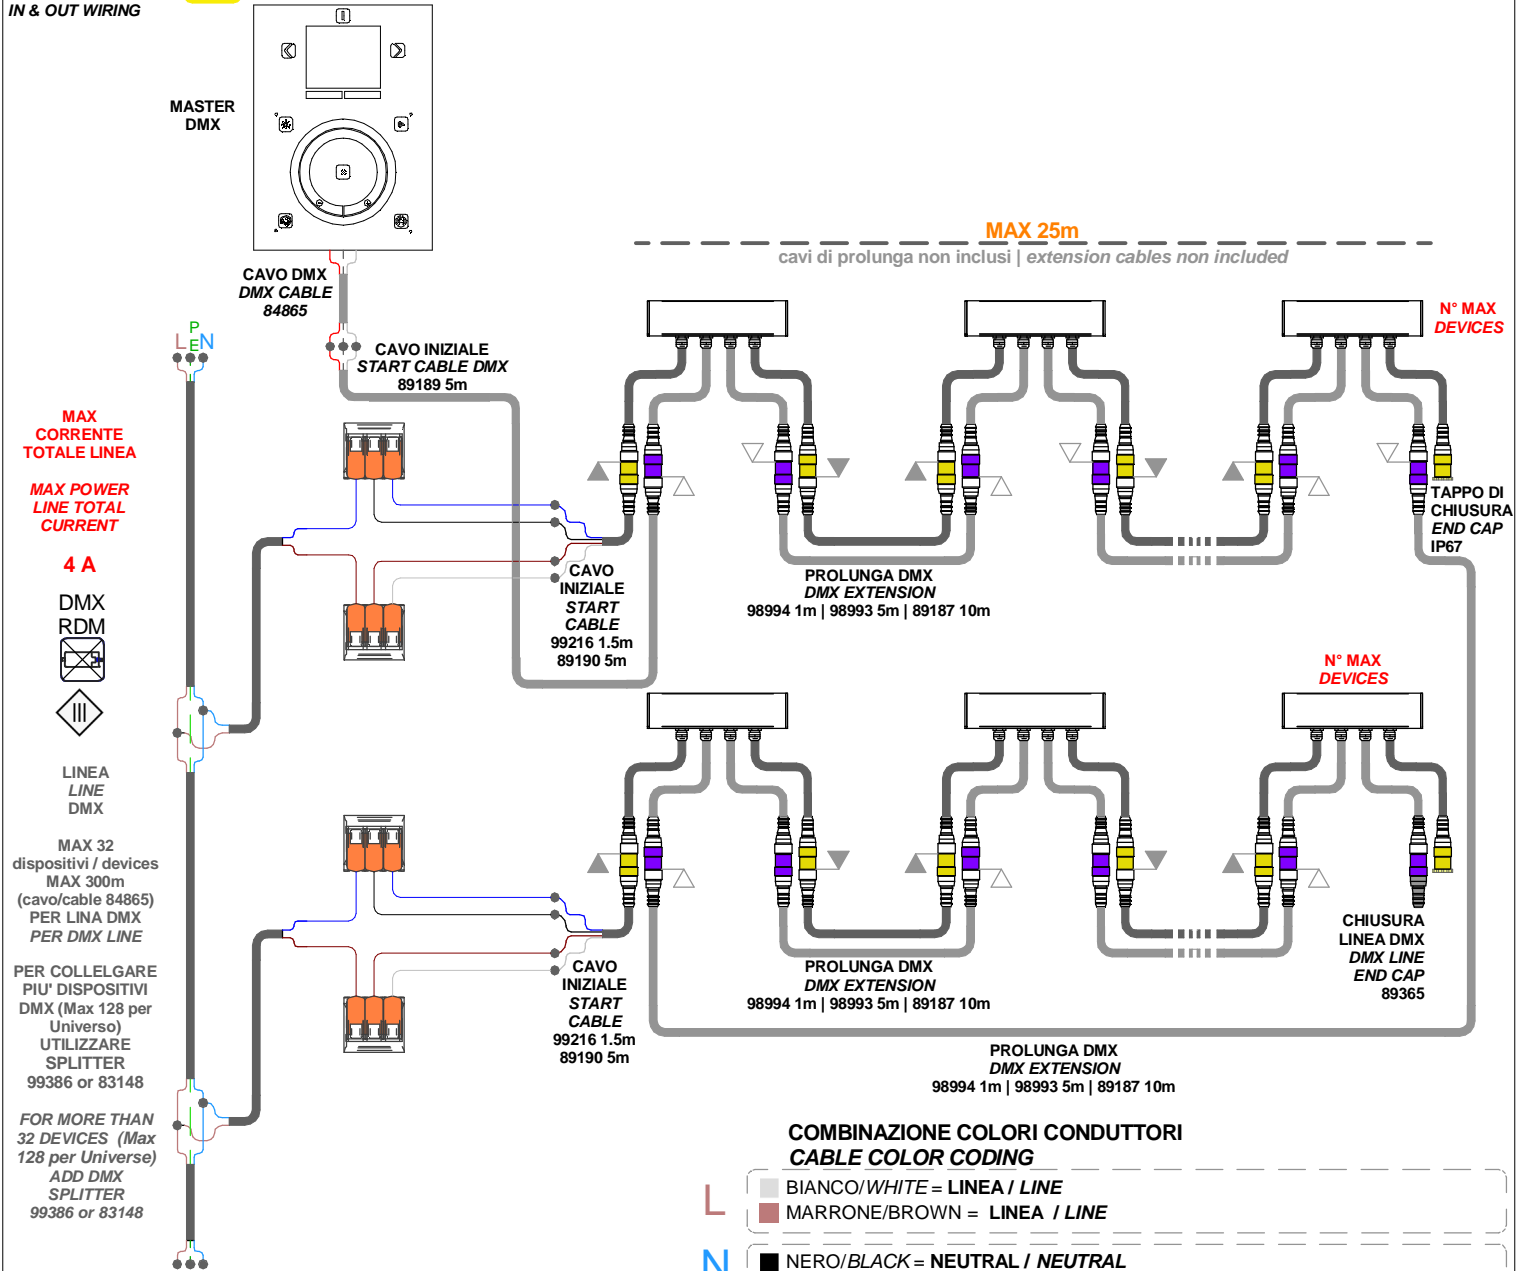 IN & OUT WIRING
MASTER
DMX
CAVO DMX
DMX CABLE
84865
CAVO INIZIALE
START CABLE DMX
89189 5m
MAX 25m
cavi di prolunga non inclusi | extension cables non included
N° MAX
DEVICES
L
P
E
N
MAX
CORRENTE
TOTALE LINEA
MAX POWER
LINE TOTAL
CURRENT
4 A
DMX
RDM
III
LINEA
LINE
DMX
MAX 32
dispositivi / devices
MAX 300m
(cavo/cable 84865)
PER LINA DMX
PER DMX LINE
PER COLLELGARE
PIU' DISPOSITIVI
DMX (Max 128 per
Universo)
UTILIZZARE
SPLITTER
99386 or 83148
FOR MORE THAN
32 DEVICES (Max
128 per Universe)
ADD DMX
SPLITTER
99386 or 83148
CAVO
INIZIALE
START
CABLE
99216 1.5m
89190 5m
PROLUNGA DMX
DMX EXTENSION
98994 1m | 98993 5m | 89187 10m
TAPPO DI
CHIUSURA
END CAP
IP67
N° MAX
DEVICES
CAVO
INIZIALE
START
CABLE
99216 1.5m
89190 5m
PROLUNGA DMX
DMX EXTENSION
98994 1m | 98993 5m | 89187 10m
CHIUSURA
LINEA DMX
DMX LINE
END CAP
89365
PROLUNGA DMX
DMX EXTENSION
98994 1m | 98993 5m | 89187 10m
COMBINAZIONE COLORI CONDUTTORI
CABLE COLOR CODING
L
BIANCO/WHITE = LINEA / LINE
MARRONE/BROWN = LINEA / LINE
N
NERO/BLACK = NEUTRAL / NEUTRAL